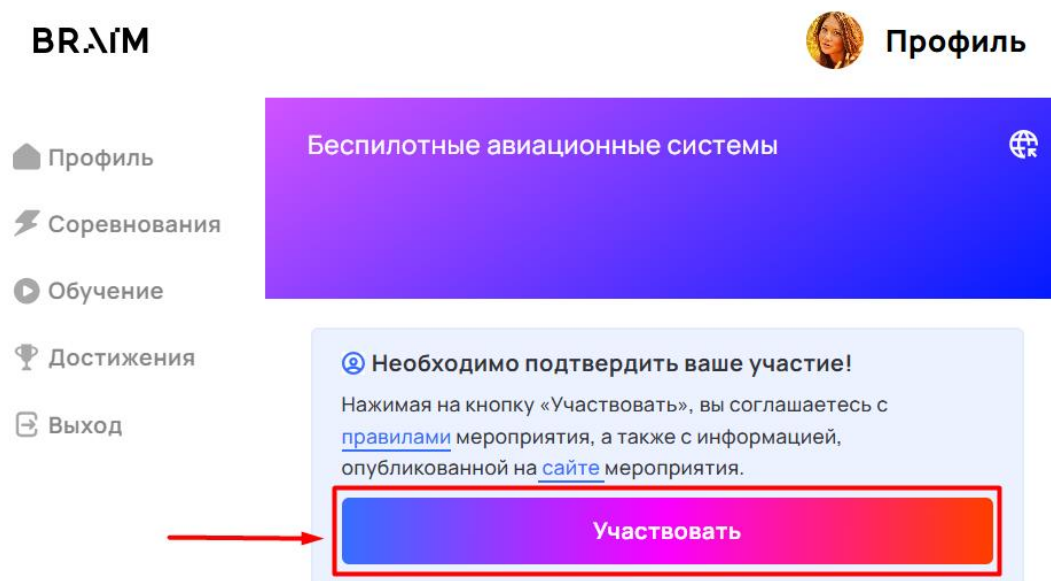 BRAIM
Профиль
Профиль
Соревнования
Обучение
Достижения
Выход
Беспилотные авиационные системы
Необходимо подтвердить ваше участие!
Нажимая на кнопку «Участвовать», вы соглашаетесь с
правилами мероприятия, а также с информацией,
опубликованной на сайте мероприятия.
Участвовать